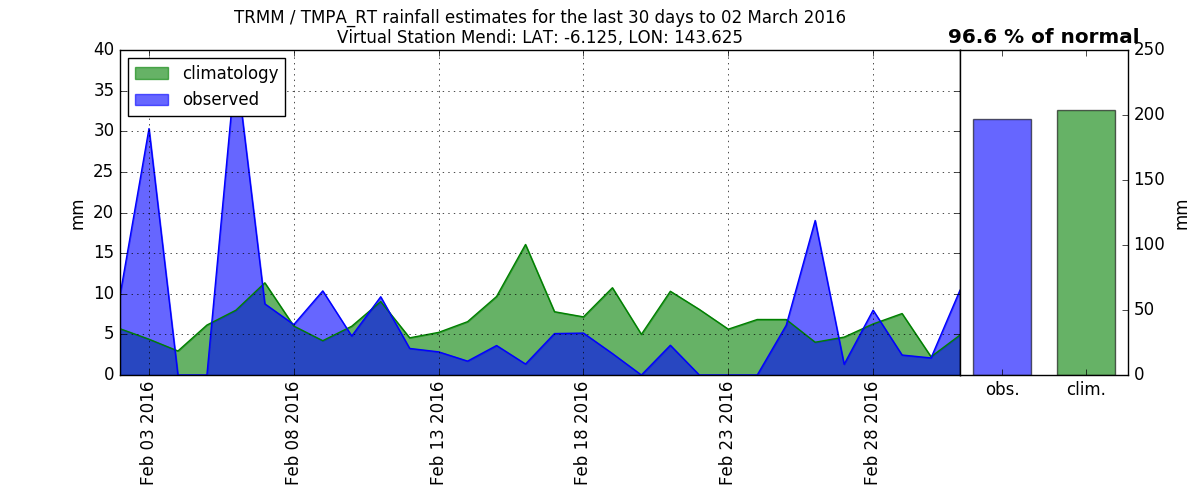 TRMM / TMPA_RT rainfall estimates for the last 30 days to 02 March 2016
Virtual Station Mendi: LAT: -6.125, LON: 143.625
96.6 % of normal
climatology
observed
40
35
30
25
20
15
10
5
0
mm
Feb 03 2016
Feb 08 2016
Feb 13 2016
Feb 18 2016
Feb 23 2016
Feb 28 2016
250
200
150
100
50
0
mm
obs.
clim.